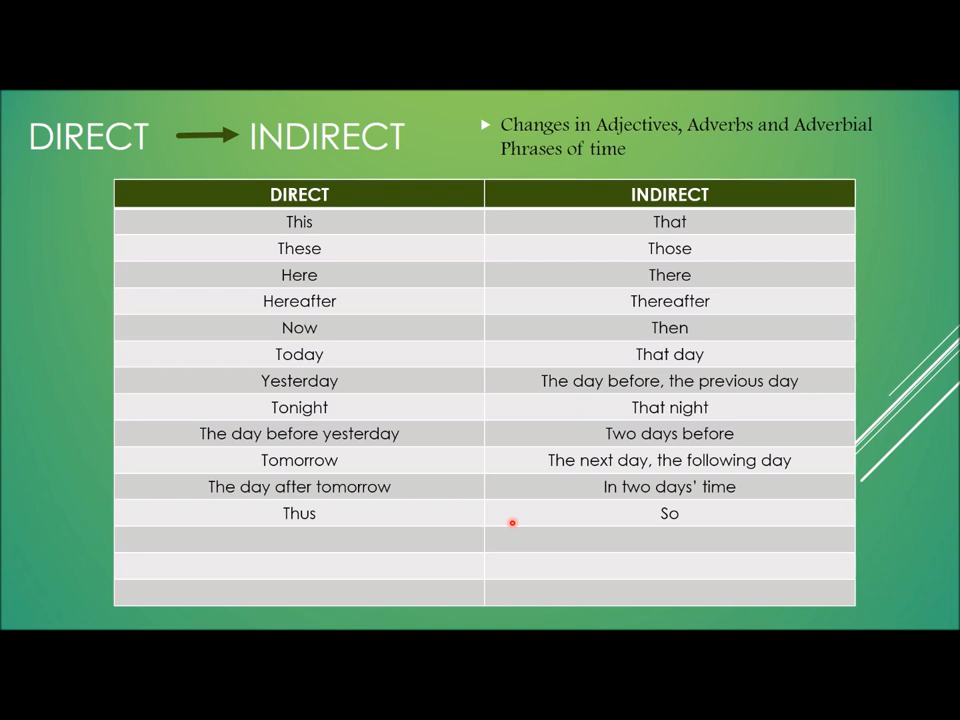 DIRECT INDIRECT
Changes in Adjectives, Adverbs and Adverbial
Phrases of time
DIRECT INDIRECT
This That
These Those
Here There
Hereafter Thereafter
Now Then
Today That day
Yesterday The day before, the previous day
Tonight That night
The day before yesterday Two days before
Tomorrow The next day, the following day
The day after tomorrow In two days’ time
Thus So